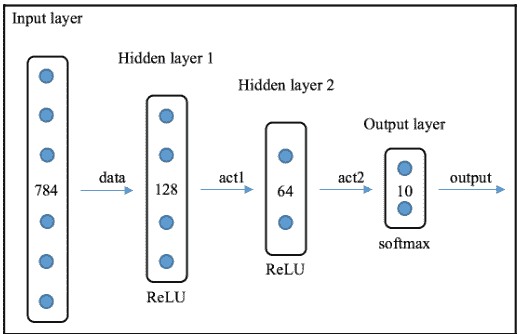 Input layer
Hidden layer 1
Hidden layer 2
Output layer
784
data
128
act1
64
act2
10
output
softmax
ReLU
ReLU